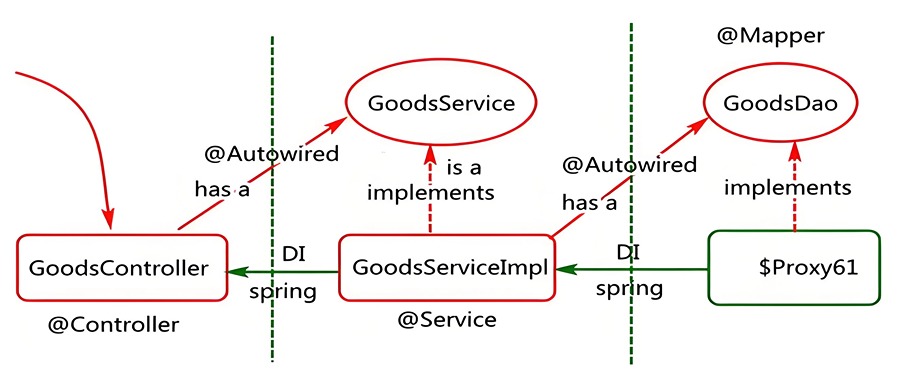 @Mapper
GoodsService
GoodsDao
@Autowired
has a
is a
implements
@Autowired
has a
implements
GoodsController
DI
spring
GoodsServiceImpl
DI
spring
$Proxy61
@Controller
@Service